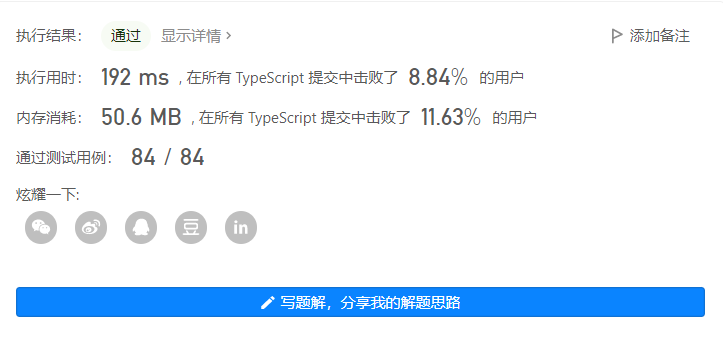 执行结果： 通过 显示详情 › 添加备注
执行用时： 192 ms , 在所有 TypeScript 提交中击败了 8.84% 的用户
内存消耗： 50.6 MB , 在所有 TypeScript 提交中击败了 11.63% 的用户
通过测试用例： 84 / 84
炫耀一下:
豆 in
写题解，分享我的解题思路